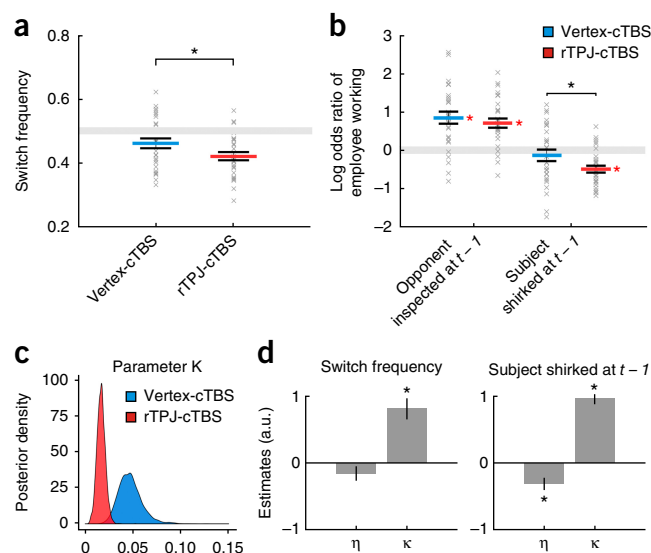 a
Switch frequency
0.8
0.6
0.4
0.2
*
Vertex-cTBS
rTPJ-cTBS
b
Vertex-cTBS
rTPJ-cTBS
Log odds ratio of
employee working
3
2
1
0
−1
−2
*
*
*
*
Opponent
inspected at t – 1
Subject
shirked at t – 1
c
Parameter K
Vertex-cTBS
rTPJ-cTBS
Posterior density
100
75
50
25
0
0
0.05
0.10
0.15
d
Switch frequency
Estimates (a.u.)
1
0
−1
*
η
κ
Subject shirked at t – 1
1
0
−1
*
*
η
κ